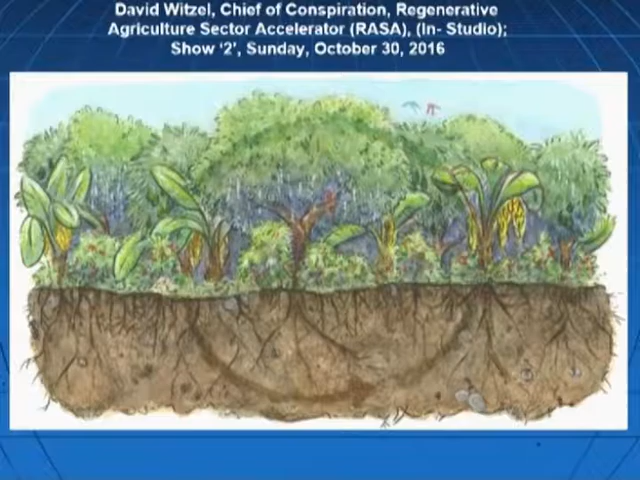 David Witzel, Chief of Conspiration, Regenerative
Agriculture Sector Accelerator (RASA), (In- Studio);
Show ‘2’, Sunday, October 30, 2016